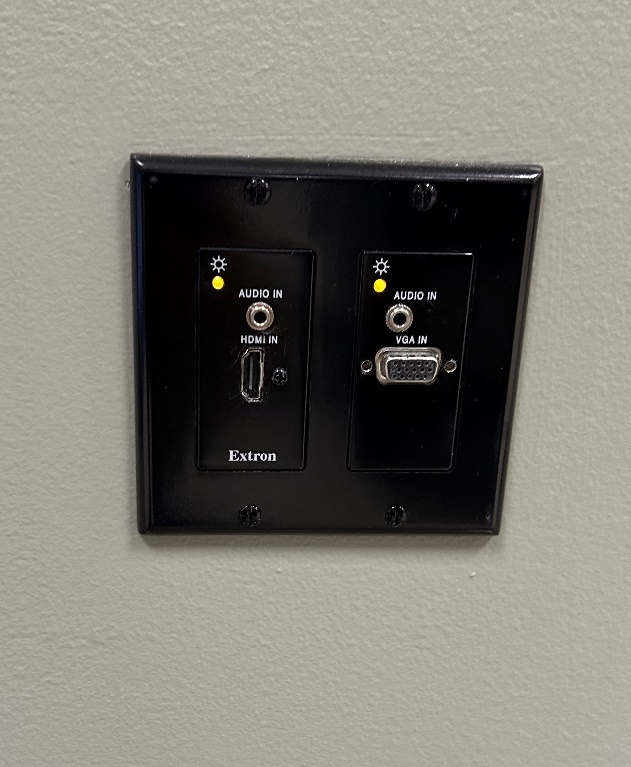 AUDIO IN
HDMI IN
Extron
AUDIO IN
VGA IN